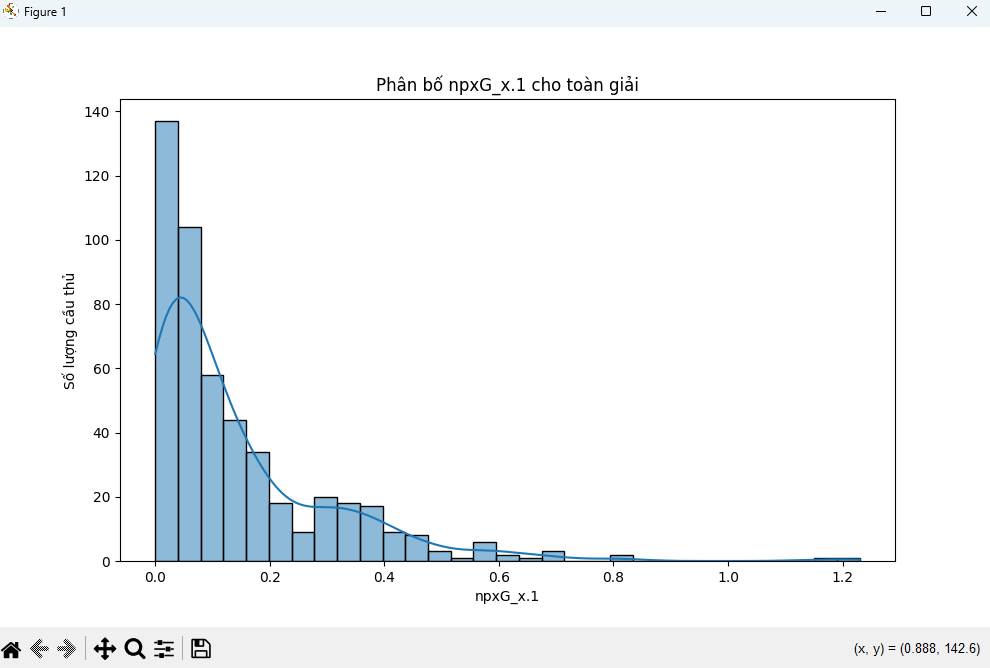 Figure 1
Phân bố npxG_x.1 cho toàn giải
Số lượng cầu thủ
140
120
100
80
60
40
20
0
0.0 0.2 0.4 0.6 0.8 1.0 1.2
npxG_x.1
(x, y) = (0.888, 142.6)